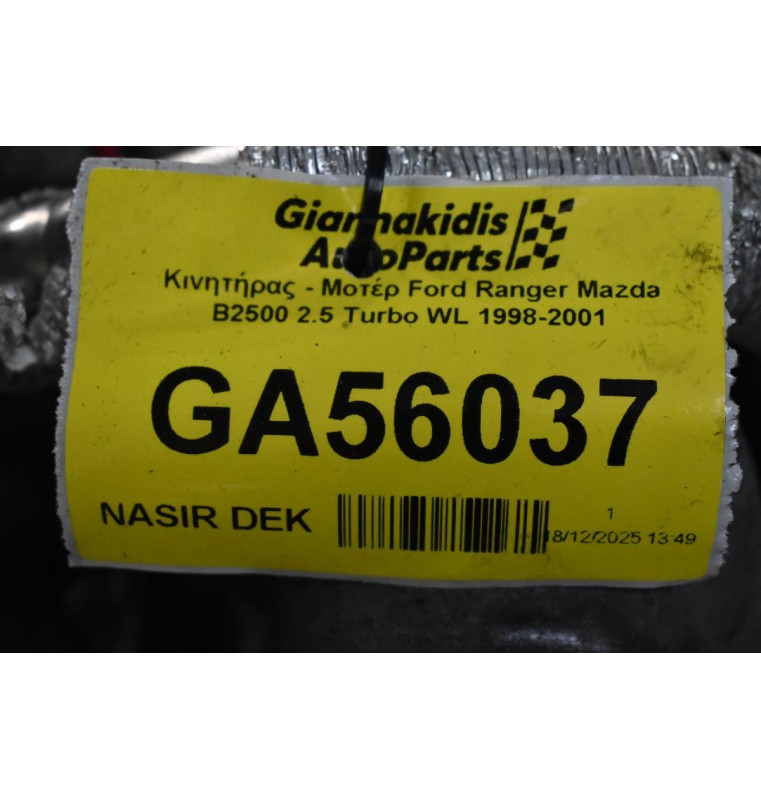 Giannakidis
AutoParts
Κινητήρας - Μοτέρ Ford Ranger Mazda
B2500 2.5 Turbo WL 1998-2001
GA56037
NASIR DEK
1
8/12/2025 13:49